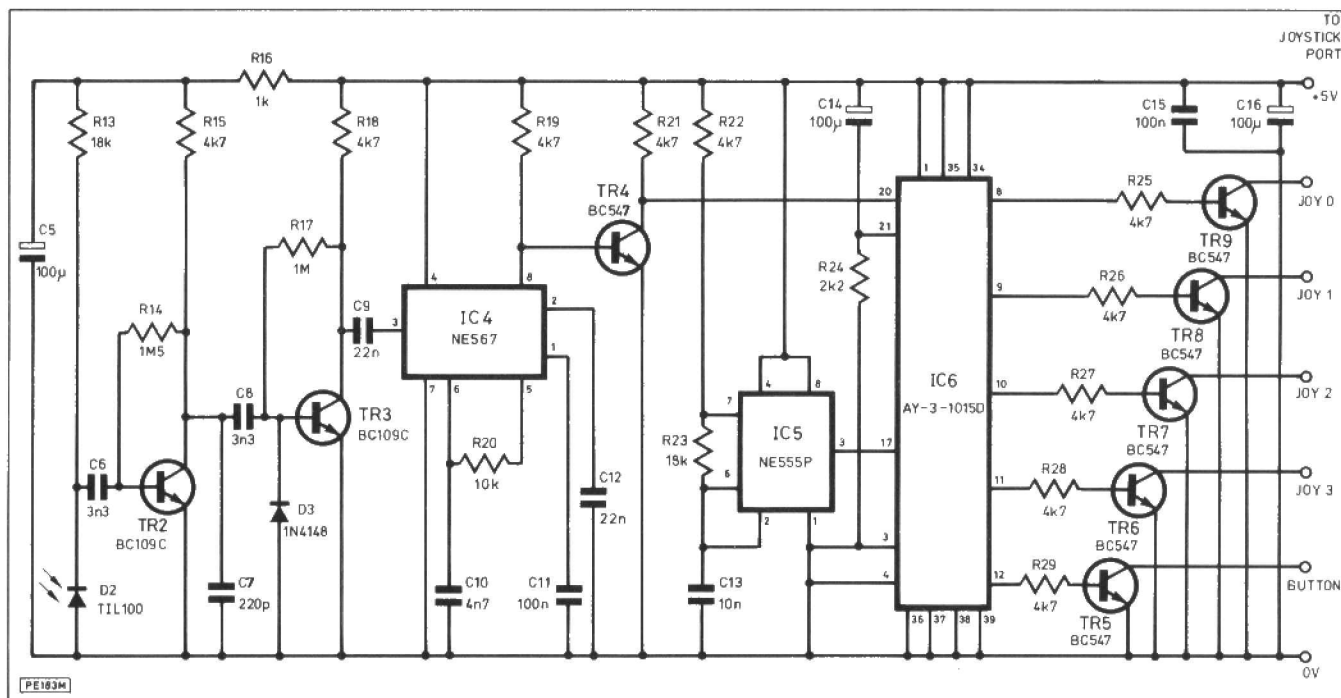 TO
JOYSTICK
PORT
R16
1k
+5V
R13
18k
R15
4k7
R18
4k7
R19
4k7
R21
4k7
R22
4k7
C14
100µ
C15
100n
C16
100µ
1
35
34
TR4
BC547
20
8
R25
4k7
JOY 0
TR9
BC547
C5
100µ
R17
1M
21
R24
2k2
4
8
9
R26
4k7
JOY 1
TR8
BC547
R14
1M5
C9
22n
3
IC4
NE567
2
1
7
6
5
IC6
AY-3-1015D
10
R27
4k7
JOY 2
TR7
BC547
C8
3n3
TR3
BC109C
R20
10k
4
8
7
R23
18k
6
IC5
NE555P
3
17
2
1
11
R28
4k7
JOY 3
TR6
BC547
C6
3n3
TR2
BC109C
D3
1N4148
C12
22n
3
4
D2
TIL100
C7
220p
C10
4n7
C11
100n
C13
10n
12
R29
4k7
BUTTON
TR5
BC547
36
37
38
39
0V
PE183M